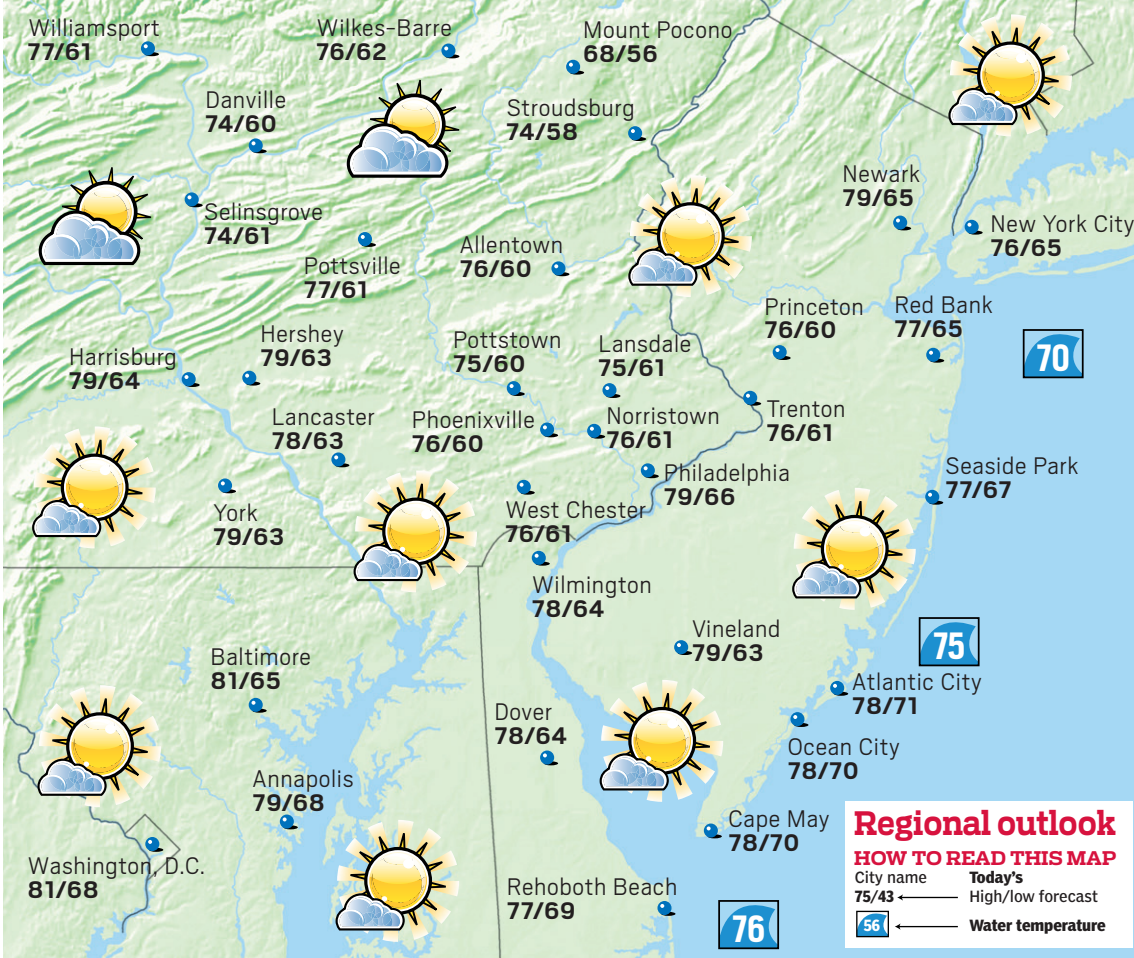 Williamsport
77/61
Wilkes-Barre
76/62
Mount Pocono
68/56
Danville
74/60
Stroudsburg
74/58
Newark
79/65
Selinsgrove
74/61
New York City
76/65
Pottsville
77/61
Allentown
76/60
Princeton
76/60
Red Bank
77/65
Harrisburg
79/64
Hershey
79/63
Pottstown
75/60
Lansdale
75/61
70
Lancaster
78/63
Phoenixville
76/60
Norristown
76/61
Trenton
76/61
Philadelphia
79/66
Seaside Park
77/67
York
79/63
West Chester
76/61
Wilmington
78/64
Vineland
79/63
75
Baltimore
81/65
Atlantic City
78/71
Dover
78/64
Ocean City
78/70
Annapolis
79/68
Cape May
78/70
Washington, D.C.
81/68
Rehoboth Beach
77/69
76
Regional outlook
HOW TO READ THIS MAP
City name Today's
75/43 High/low forecast
56 Water temperature